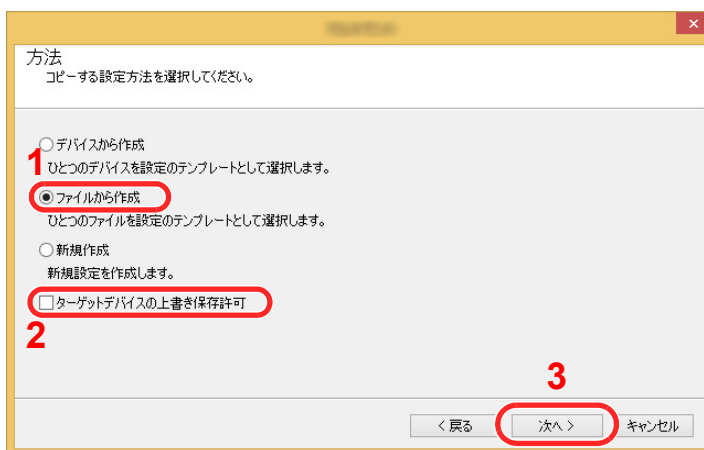 方法
コピーする設定方法を選択してください。
デバイスから作成
1
ひとつのデバイスを設定のテンプレートとして選択します。
ファイルから作成
ひとつのファイルを設定のテンプレートとして選択します。
新規作成
新規設定を作成します。
ターゲットデバイスの上書き保存許可
2
3
< 戻る 次へ > キャンセル